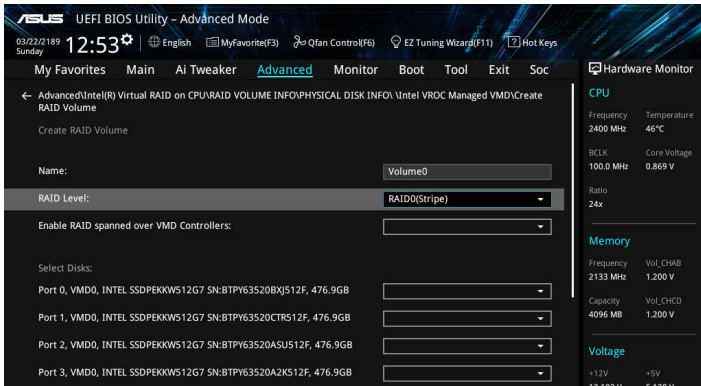 ASUS UEFI BIOS Utility – Advanced Mode
03/22/2189 Sunday 12:53 English MyFavorite(F3) Qfan Control(F6) EZ Tuning Wizard(F11) ? Hot Keys
My Favorites Main Ai Tweaker Advanced Monitor Boot Tool Exit Soc
← Advanced\Intel(R) Virtual RAID on CPU\RAID VOLUME INFO\PHYSICAL DISK INFO\ \Intel VROC Managed VMD\Create
RAID Volume
Create RAID Volume
Name: Volume0
RAID Level: RAID0(Stripe)
Enable RAID spanned over VMD Controllers:
Select Disks:
Port 0, VMD0, INTEL SSDPEKKW512G7 SN:BTPY63520BXJ512F, 476.9GB
Port 1, VMD0, INTEL SSDPEKKW512G7 SN:BTPY63520CTR512F, 476.9GB
Port 2, VMD0, INTEL SSDPEKKW512G7 SN:BTPY63520ASU512F, 476.9GB
Port 3, VMD0, INTEL SSDPEKKW512G7 SN:BTPY63520A2K512F, 476.9GB
Hardware Monitor
CPU
Frequency Temperature
2400 MHz 46°C
BCLK Core Voltage
100.0 MHz 0.869 V
Ratio
24x
Memory
Frequency Vol_CHAB
2133 MHz 1.200 V
Capacity Vol_CHCD
4096 MB 1.200 V
Voltage
+12V +5V